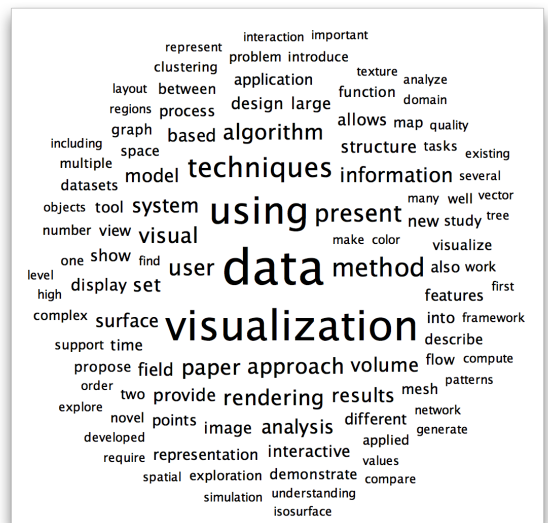 interaction important
represent
problem introduce
clustering
texture
analyze
application
layout between
function
domain
regions process
design large
allows map quality
graph
based algorithm
including
space
structure tasks
existing
multiple
model techniques information several
datasets
objects tool system using present many well vector
new study tree
number view visual
make color
visualize
one show find
user data method also work
level
high
display set
first
features
complex
surface visualization into framework
support time
describe
propose field paper approach volume flow compute
patterns
order
two provide rendering results mesh
explore
novel points image analysis different network
generate
developed
applied
require representation interactive
values
spatial exploration demonstrate compare
simulation understanding
isosurface